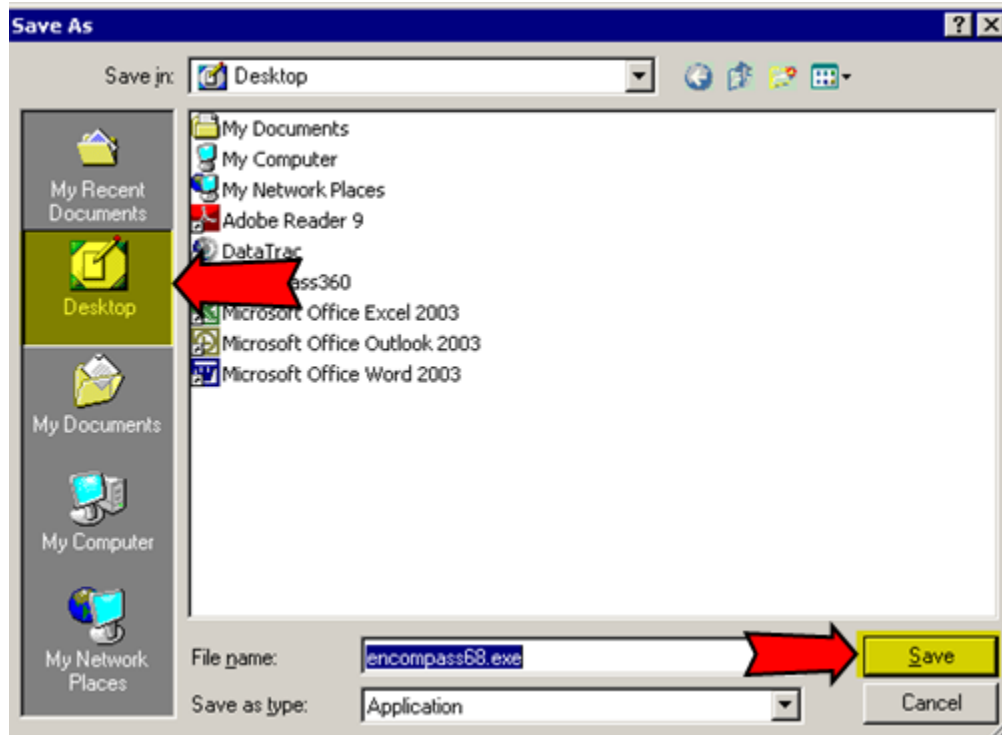 Save As
Save in:
Desktop
My Recent
Documents
Desktop
My Documents
My Computer
My Network
Places
My Documents
My Computer
My Network Places
Adobe Reader 9
DataTrac
ass360
Microsoft Office Excel 2003
Microsoft Office Outlook 2003
Microsoft Office Word 2003
File name:
encompass68.exe
Save
Save as type:
Application
Cancel